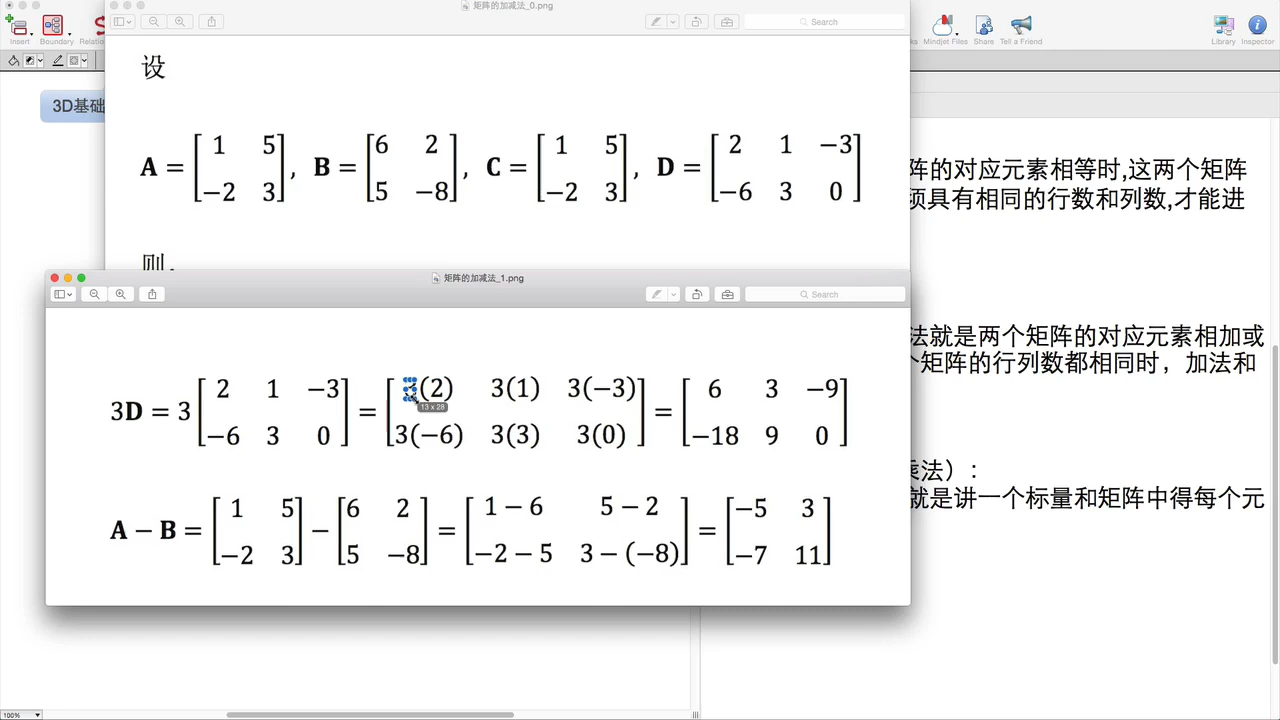 矩阵的加减法_0.png
Insert Boundary Relatio
Search
Mindjet Files Share Tell a Friend Library Inspector
3D基础
设
A = [1 5; −2 3], B = [6 2; 5 −8], C = [1 5; −2 3], D = [2 1 −3; −6 3 0]
则,
阵的对应元素相等时,这两个矩阵
须具有相同的行数和列数,才能进
矩阵的加减法_1.png
Search
法就是两个矩阵的对应元素相加或
个矩阵的行列数都相同时，加法和
3D = 3 [2 1 −3; −6 3 0] = [3(2) 3(1) 3(−3); 3(−6) 3(3) 3(0)] = [6 3 −9; −18 9 0]
13 x 28
乘法）：
就是讲一个标量和矩阵中得每个元
A − B = [1 5; −2 3] − [6 2; 5 −8] = [1 − 6 5 − 2; −2 − 5 3 − (−8)] = [−5 3; −7 11]
100%